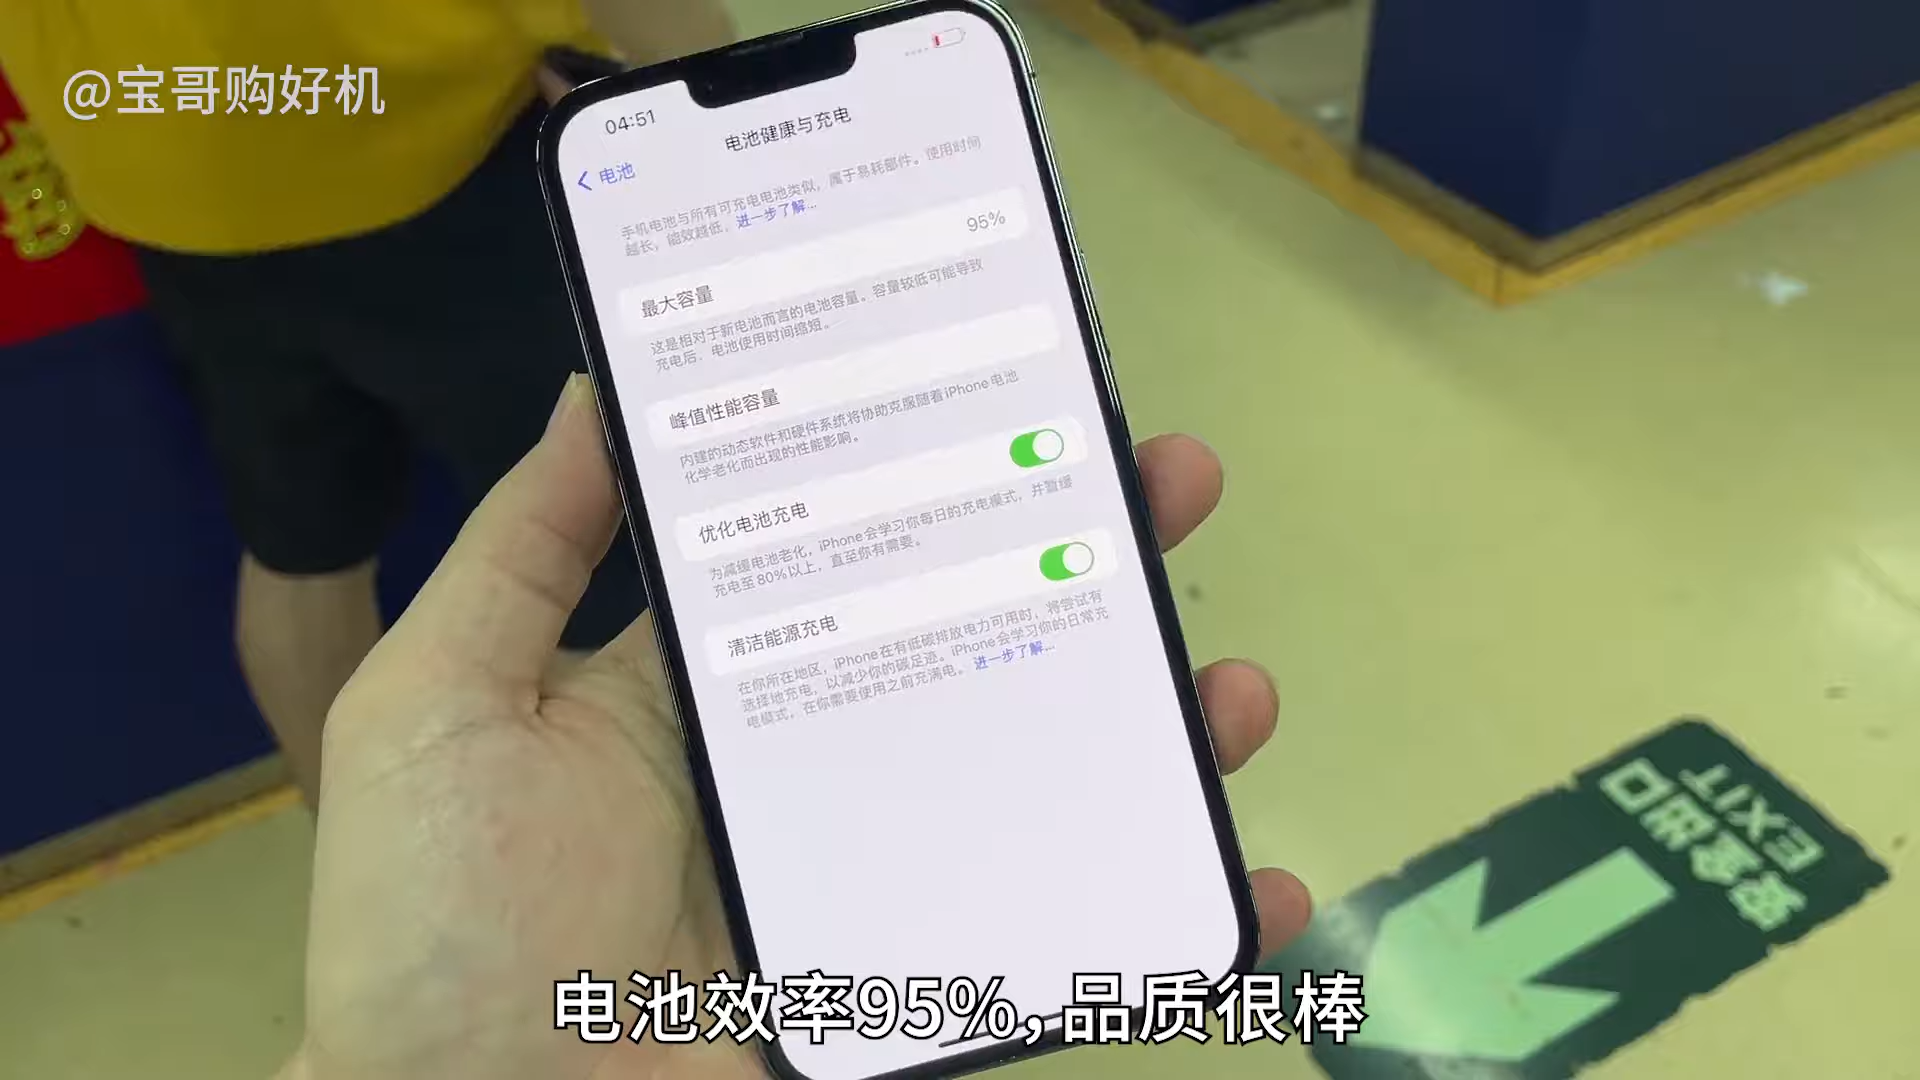 @宝哥购好机
04:51
电池
电池健康与充电
手机电池与所有可充电电池类似，属于易耗部件。使用时间
越长，能效越低。进一步了解...
最大容量
95%
这是相对于新电池而言的电池容量。容量较低可能导致
充电后，电池使用时间缩短。
峰值性能容量
内建的动态软件和硬件系统将协助克服随着iPhone电池
化学老化而出现的性能影响。
优化电池充电
为减缓电池老化，iPhone会学习你每日的充电模式，并暂缓
充电至80%以上，直至你有需要。
清洁能源充电
在你所在地区，iPhone在有低碳排放电力可用时，将尝试有
选择地充电，以减少你的碳足迹。iPhone会学习你的日常充
电模式，在你需要使用之前充满电。进一步了解...
EXIT
安全出口
电池效率95%,品质很棒